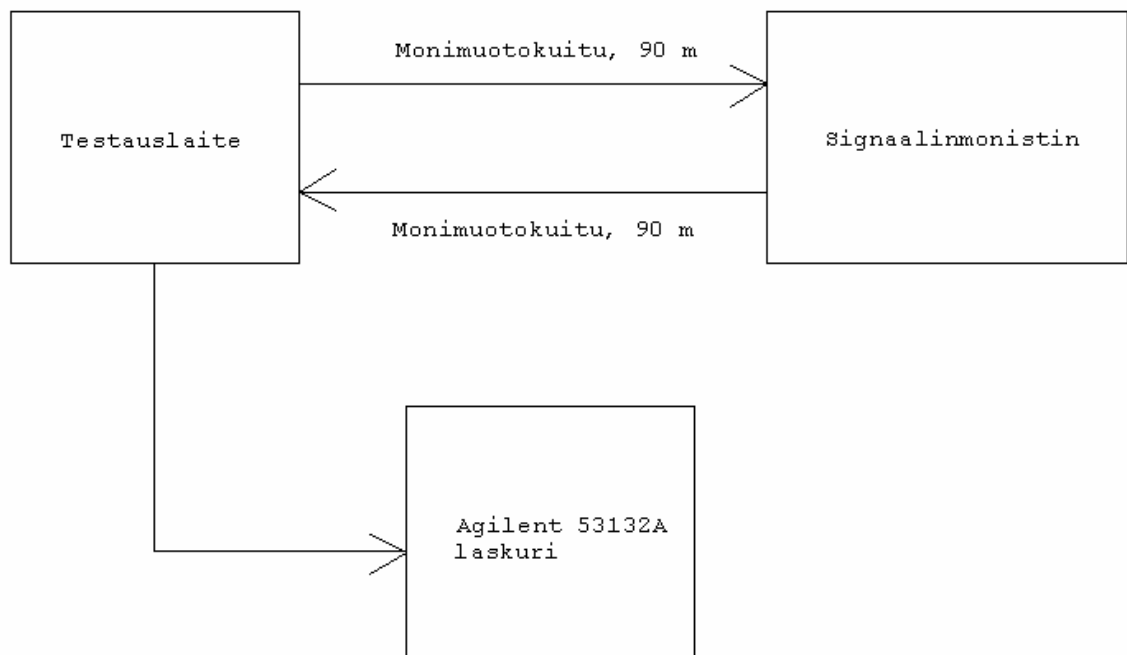 Monimuotokuitu, 90 m
Testauslaite
Signaalinmonistin
Monimuotokuitu, 90 m
Agilent 53132A
laskuri